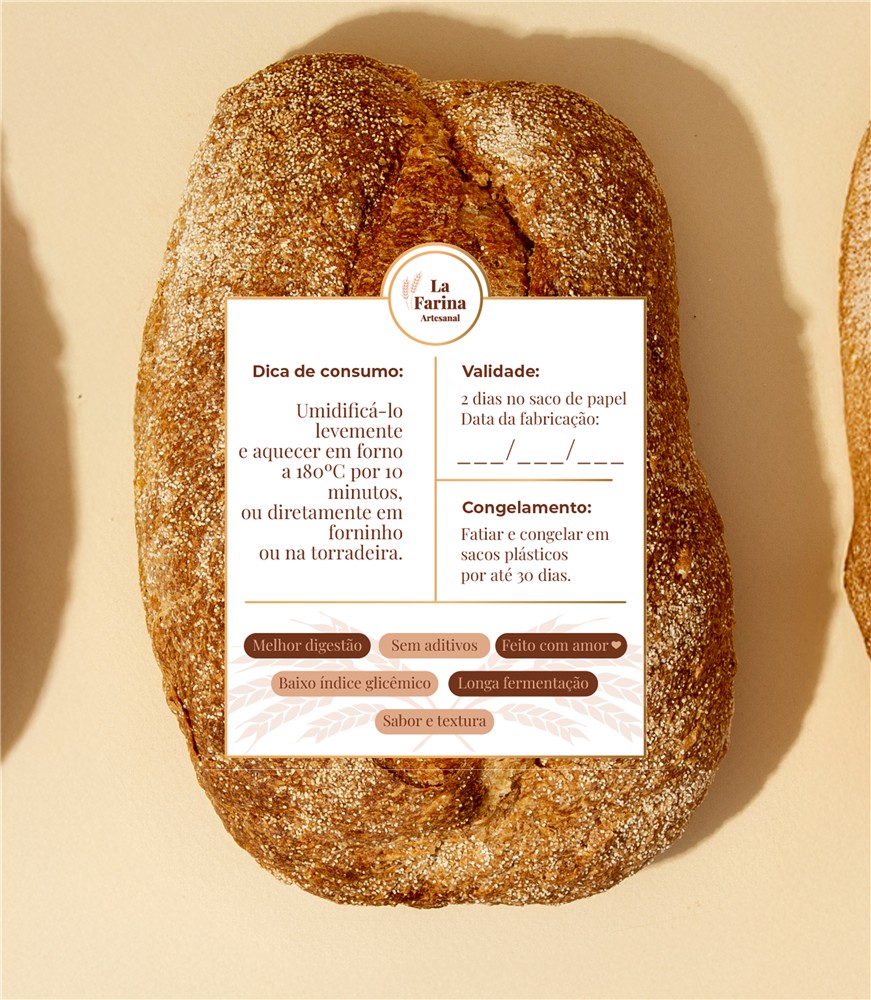 La
Farina
Artesanal
Dica de consumo:
Umidificá-lo
levemente
e aquecer em forno
a 180ºC por 10
minutos,
ou diretamente em
forninho
ou na torradeira.
Validade:
2 dias no saco de papel
Data da fabricação:
___/___/___
Congelamento:
Fatiar e congelar em
sacos plásticos
por até 30 dias.
Melhor digestão
Sem aditivos
Feito com amor❤
Baixo índice glicêmico
Longa fermentação
Sabor e textura